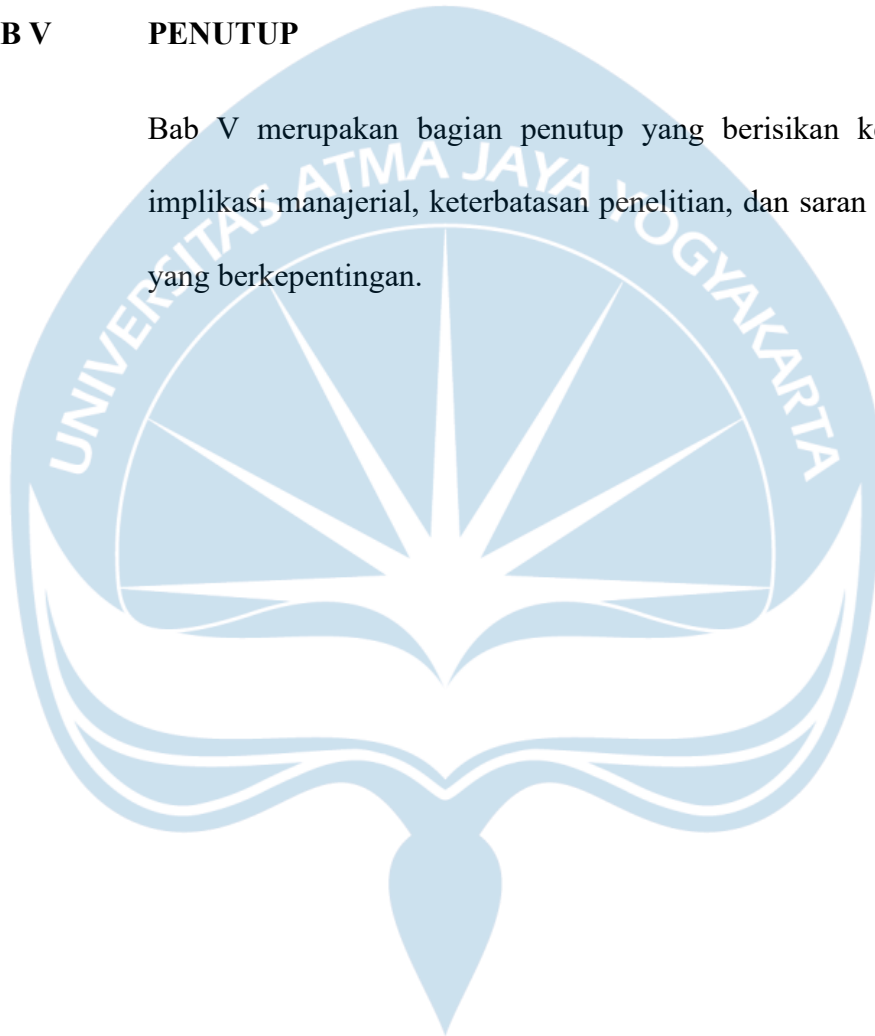 B V PENUTUP
Bab V merupakan bagian penutup yang berisikan
implikasi manajerial, keterbatasan penelitian, dan saran
yang berkepentingan.
UNIVERSITAS ATMA JAYA YOGYAKARTA